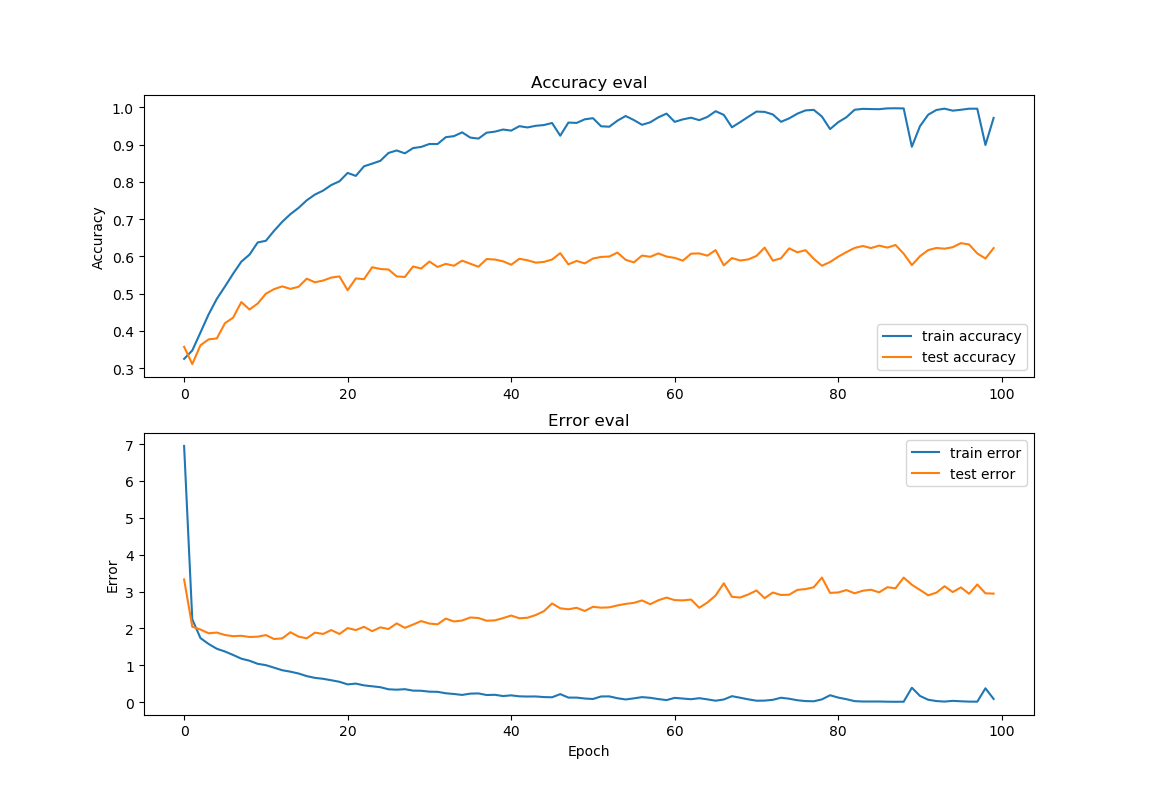 Accuracy eval
1.0
0.9
0.8
0.7
0.6
0.5
0.4
0.3
Accuracy
train accuracy
test accuracy
0 20 40 60 80 100
Error eval
7
6
5
4
3
2
1
0
Error
train error
test error
0 20 40 60 80 100
Epoch